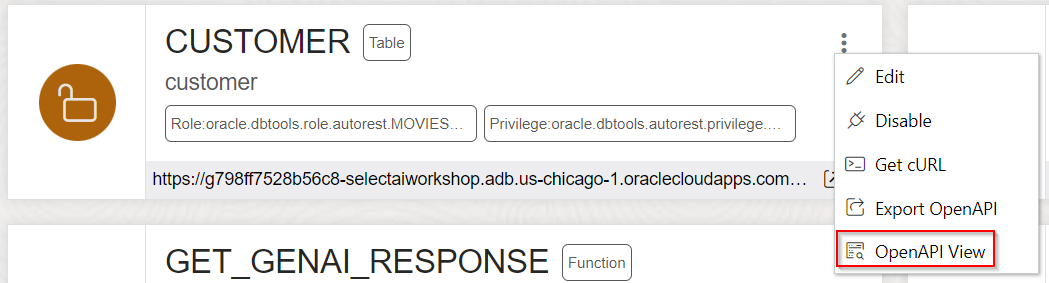 CUSTOMER Table
customer
Role:oracle.dbtools.role.autorest.MOVIES... Privilege:oracle.dbtools.autorest.privilege....
https://g798ff7528b56c8-selectaiworkshop.adb.us-chicago-1.oraclecloudapps.com...
Edit
Disable
Get cURL
Export OpenAPI
OpenAPI View
GET_GENAI_RESPONSE Function